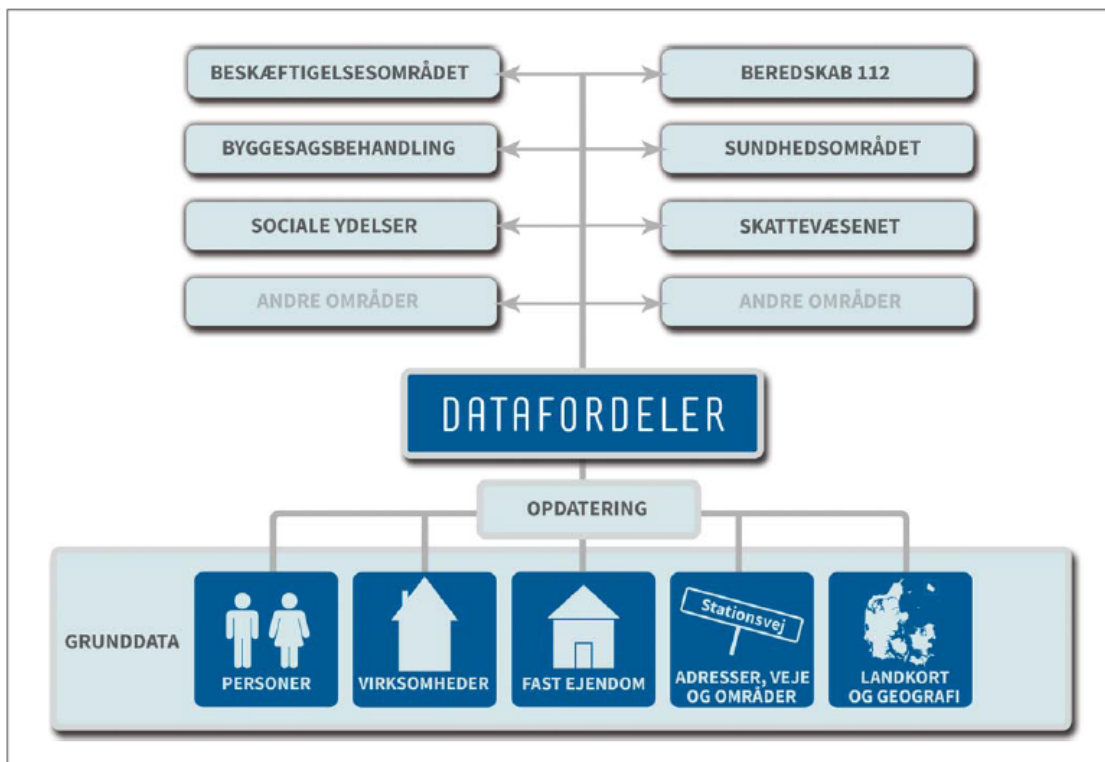 BESKÆFTIGELSESOMRÅDET
BEREDSKAB 112
BYGGESAGSBEHANDLING
SUNDHEDSOMRÅDET
SOCIALE YDELSER
SKATTEVÆSENET
ANDRE OMRÅDER
ANDRE OMRÅDER
DATAFORDELER
OPDATERING
GRUNDDATA
PERSONER
VIRKSOMHEDER
FAST EJENDOM
Stationsvej
ADRESSER, VEJE
OG OMRÅDER
LANDKORT
OG GEOGRAFI